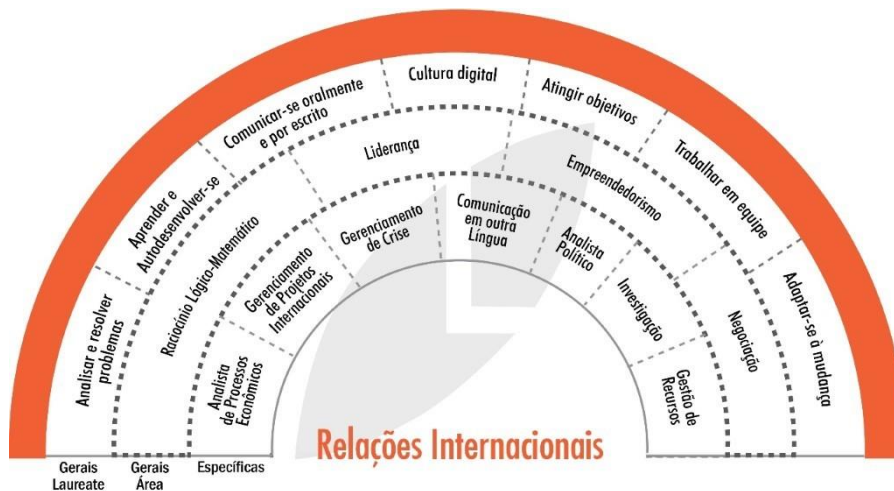 Analisar e resolver
problemas
Aprender e
Autodesenvolver-se
Comunicar-se oralmente
e por escrito
Cultura digital
Atingir objetivos
Trabalhar em equipe
Adaptar-se à mudança
Raciocínio Lógico-Matemático
Liderança
Empreendedorismo
Negociação
Analista
de Processos
Econômicos
Gerenciamento
de Projetos
Internacionais
Gerenciamento
de Crise
Comunicação
em outra
Língua
Analista
Político
Investigação
Gestão de
Recursos
Relações Internacionais
Gerais
Laureate
Gerais
Área
Específicas